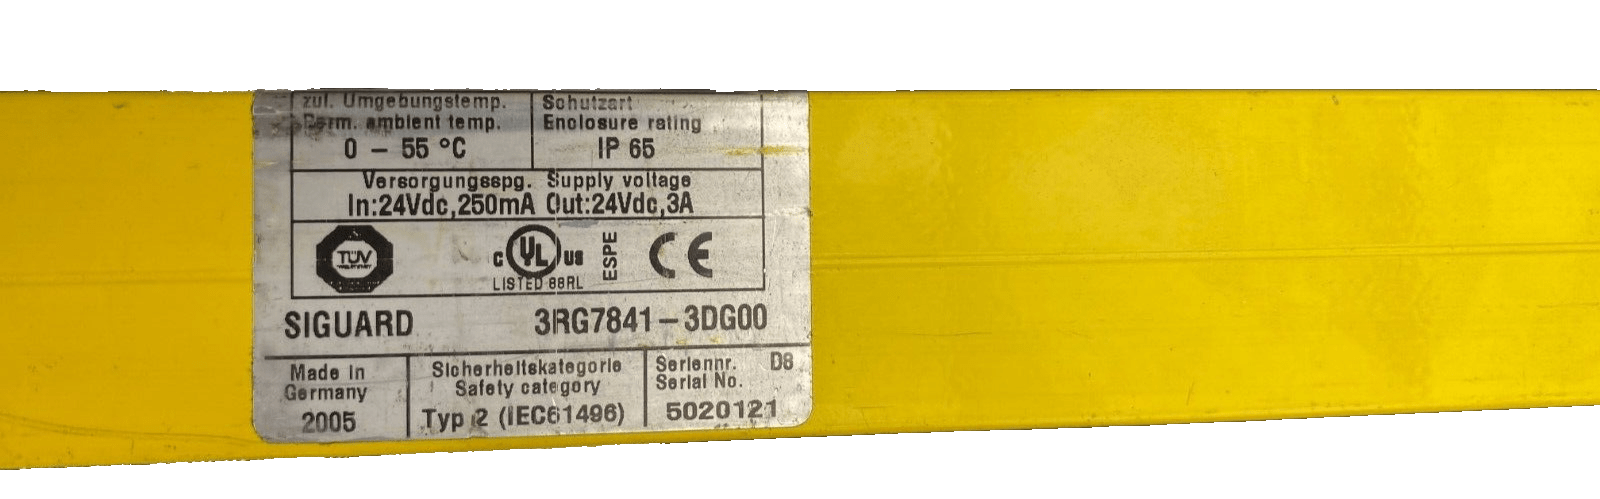 zul. Umgebungstemp.
Perm. ambient temp.
0 – 55 °C
Schutzart
Enclosure rating
IP 65
Versorgungsspg. Supply voltage
In:24Vdc,250mA Out:24Vdc,3A
TÜV
C UL US
LISTED 88RL
ESPE
CE
SIGUARD 3RG7841–3DG00
Made in
Germany
2005
Sicherheitskategorie
Safety category
Typ 2 (IEC61496)
Seriennr. D8
Serial No.
5020121